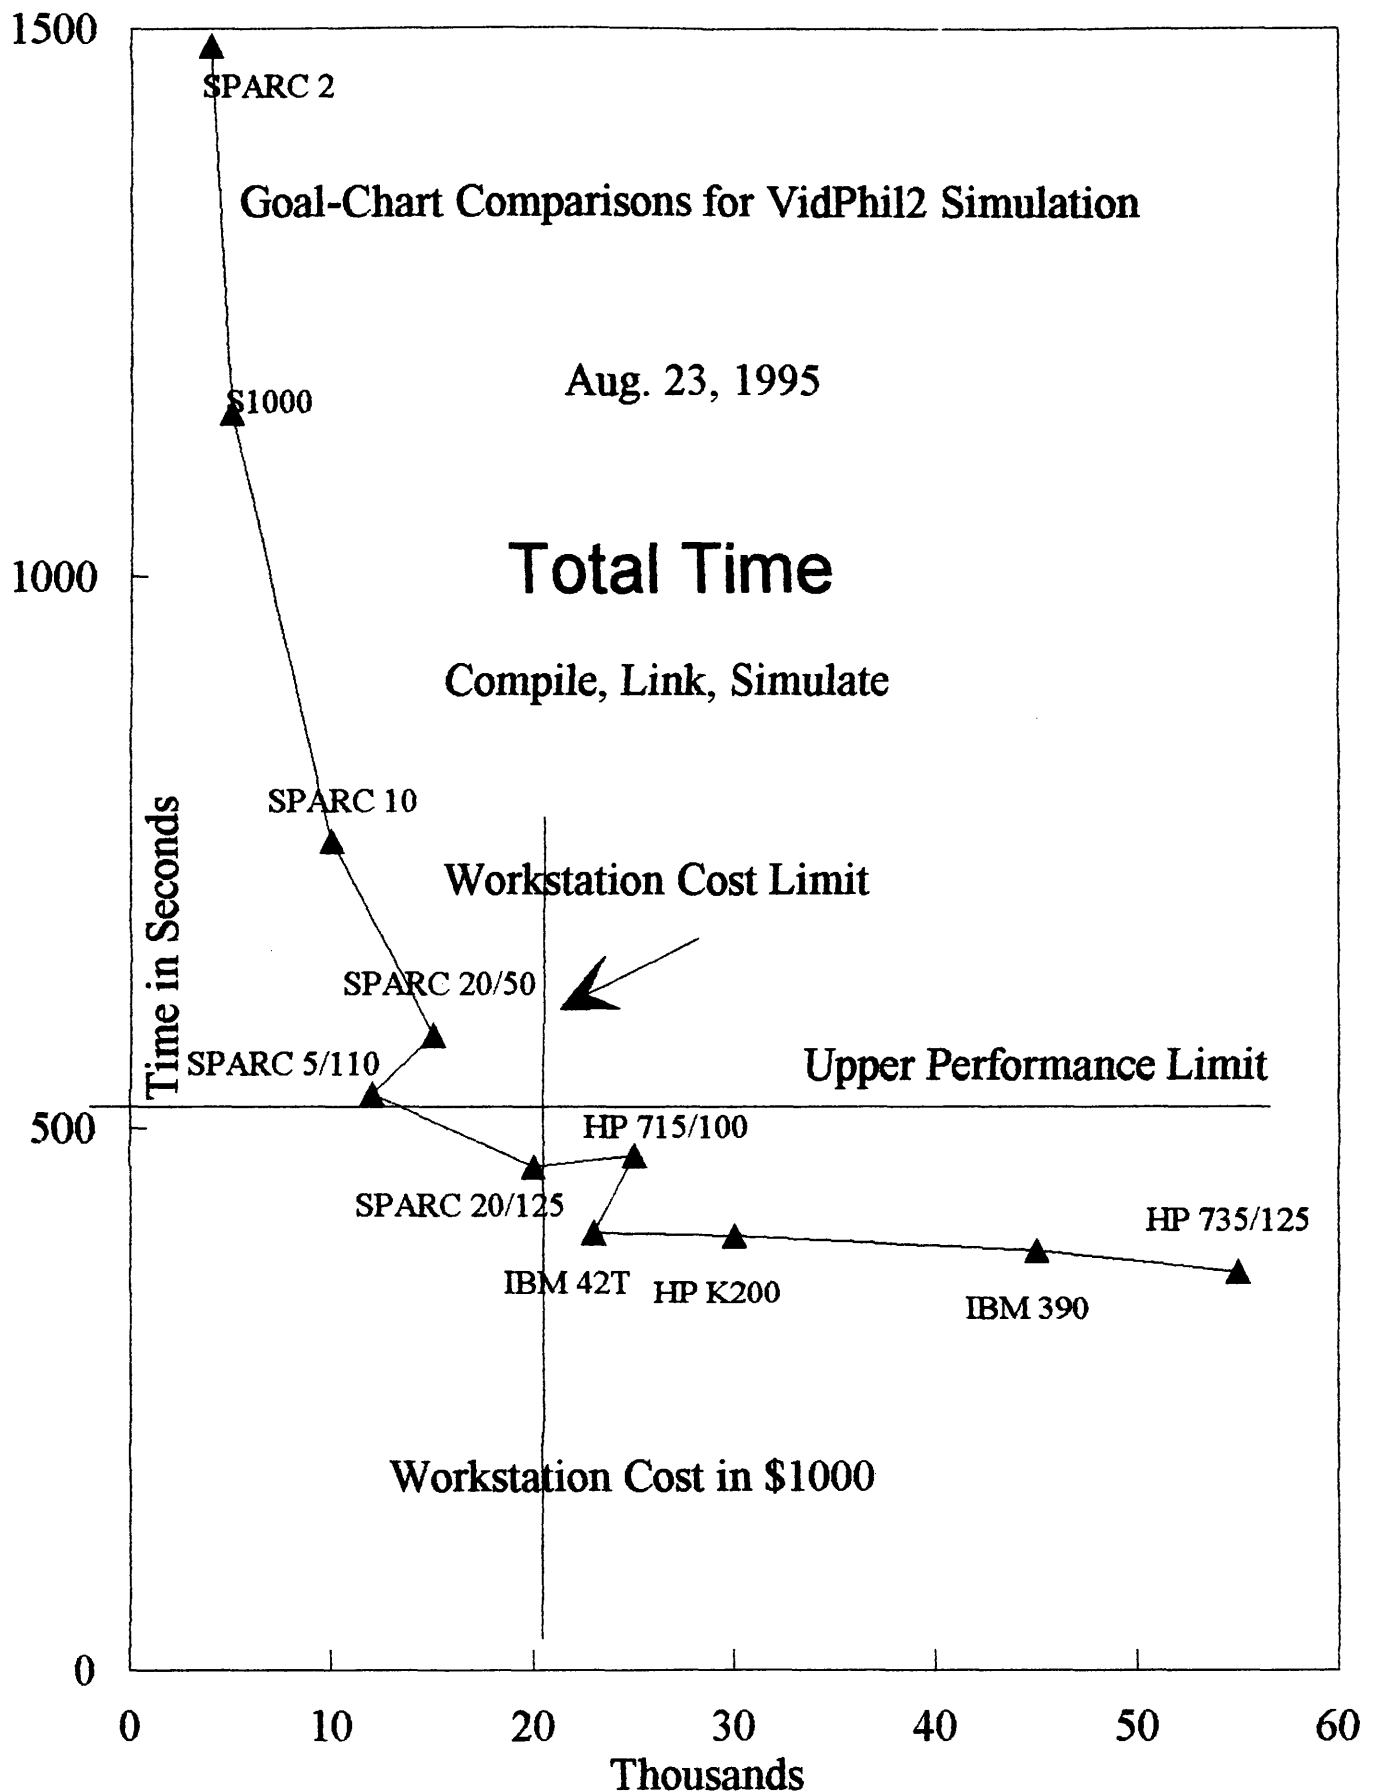 1500
SPARC 2
Goal-Chart Comparisons for VidPhil2 Simulation
Aug. 23, 1995
S1000
1000
Total Time
Compile, Link, Simulate
SPARC 10
Time in Seconds
Workstation Cost Limit
SPARC 20/50
SPARC 5/110
Upper Performance Limit
500
HP 715/100
SPARC 20/125
HP 735/125
IBM 42T
HP K200
IBM 390
Workstation Cost in $1000
0
0 10 20 30 40 50 60
Thousands